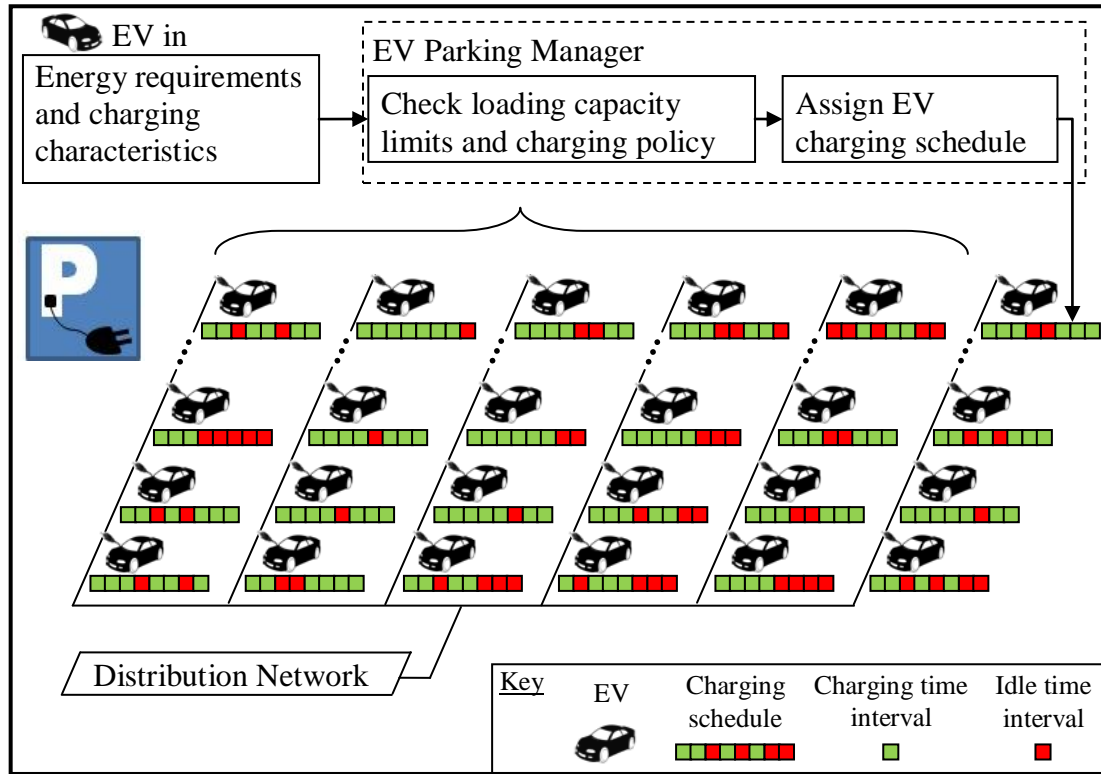 EV in
Energy requirements
and charging
characteristics
EV Parking Manager
Check loading capacity
limits and charging policy
Assign EV
charging schedule
P
Distribution Network
Key
EV
Charging
schedule
Charging time
interval
Idle time
interval